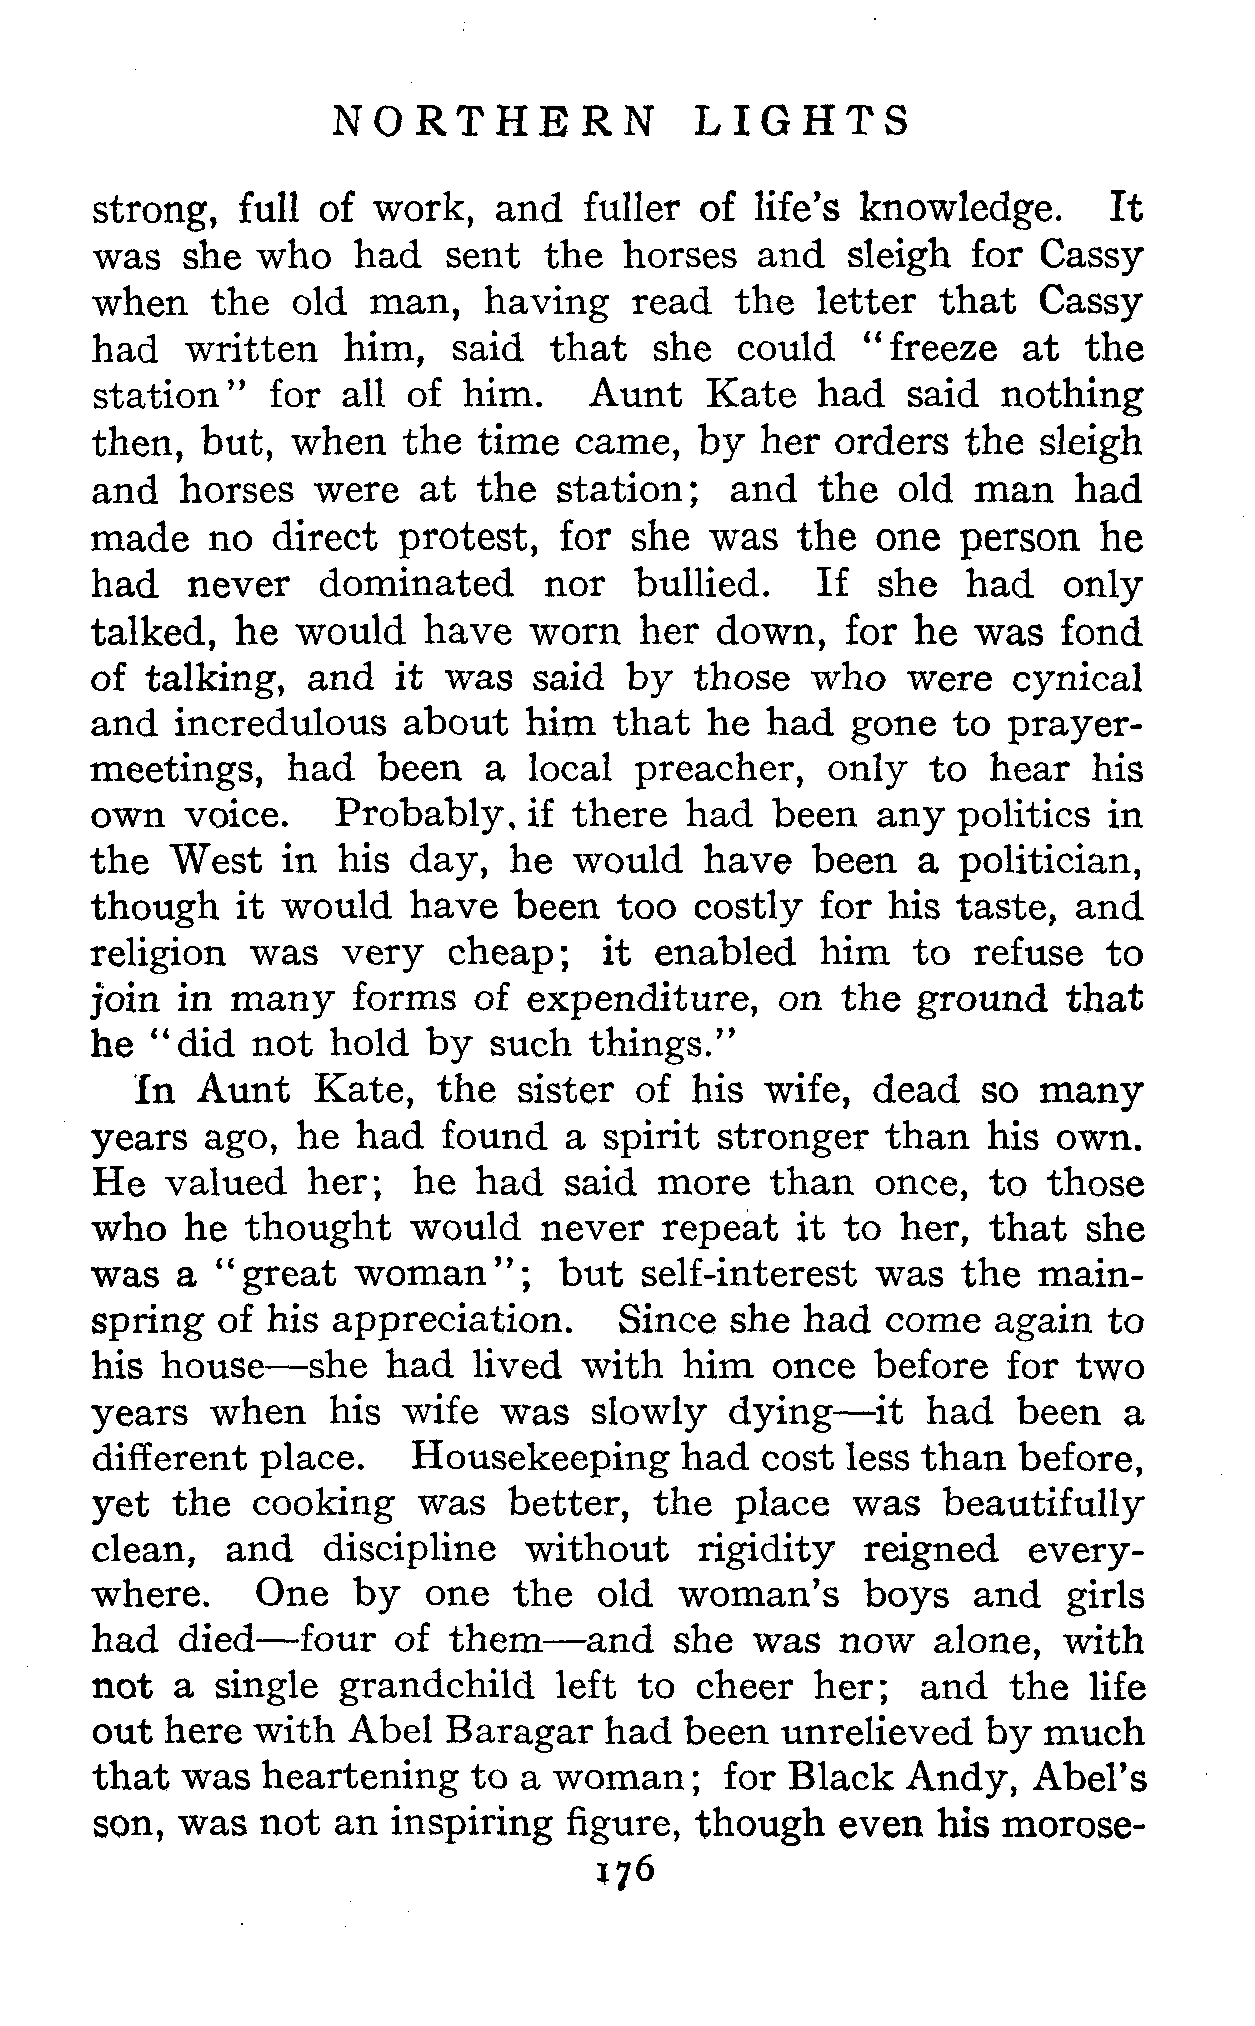 NORTHERN LIGHTS
strong, full of work, and fuller of life's knowledge. It
was she who had sent the horses and sleigh for Cassy
when the old man, having read the letter that Cassy
had written him, said that she could "freeze at the
station" for all of him. Aunt Kate had said nothing
then, but, when the time came, by her orders the sleigh
and horses were at the station; and the old man had
made no direct protest, for she was the one person he
had never dominated nor bullied. If she had only
talked, he would have worn her down, for he was fond
of talking, and it was said by those who were cynical
and incredulous about him that he had gone to prayer-
meetings, had been a local preacher, only to hear his
own voice. Probably, if there had been any politics in
the West in his day, he would have been a politician,
though it would have been too costly for his taste, and
religion was very cheap; it enabled him to refuse to
join in many forms of expenditure, on the ground that
he "did not hold by such things."
In Aunt Kate, the sister of his wife, dead so many
years ago, he had found a spirit stronger than his own.
He valued her; he had said more than once, to those
who he thought would never repeat it to her, that she
was a "great woman"; but self-interest was the main-
spring of his appreciation. Since she had come again to
his house—she had lived with him once before for two
years when his wife was slowly dying—it had been a
different place. Housekeeping had cost less than before,
yet the cooking was better, the place was beautifully
clean, and discipline without rigidity reigned every-
where. One by one the old woman's boys and girls
had died—four of them—and she was now alone, with
not a single grandchild left to cheer her; and the life
out here with Abel Baragar had been unrelieved by much
that was heartening to a woman; for Black Andy, Abel's
son, was not an inspiring figure, though even his morose-
176